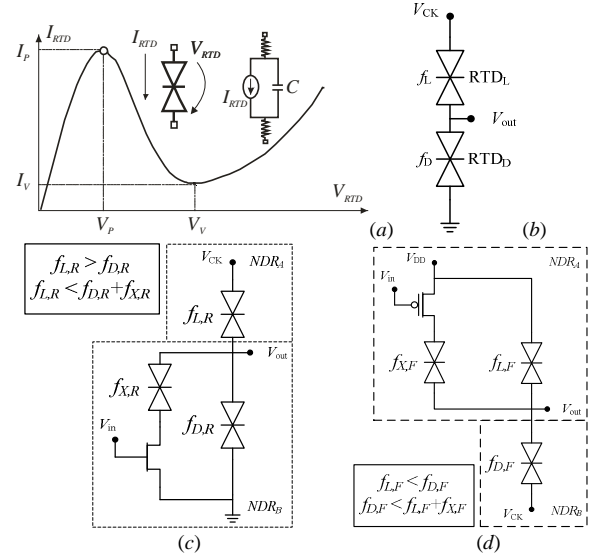 I_RTD
I_P
I_V
V_P
V_V
V_RTD
I_RTD
V_RTD
I_RTD
C
(a)
V_CK
f_L RTD_L
V_out
f_D RTD_D
(b)
f_L,R > f_D,R
f_L,R < f_D,R + f_X,R
V_CK NDR_A
f_L,R
V_out
f_X,R
f_D,R
V_in
NDR_B
(c)
NDR_A
V_DD
V_in
f_X,F
f_L,F
V_out
f_D,F
V_CK
NDR_B
f_L,F < f_D,F
f_D,F < f_L,F + f_X,F
(d)